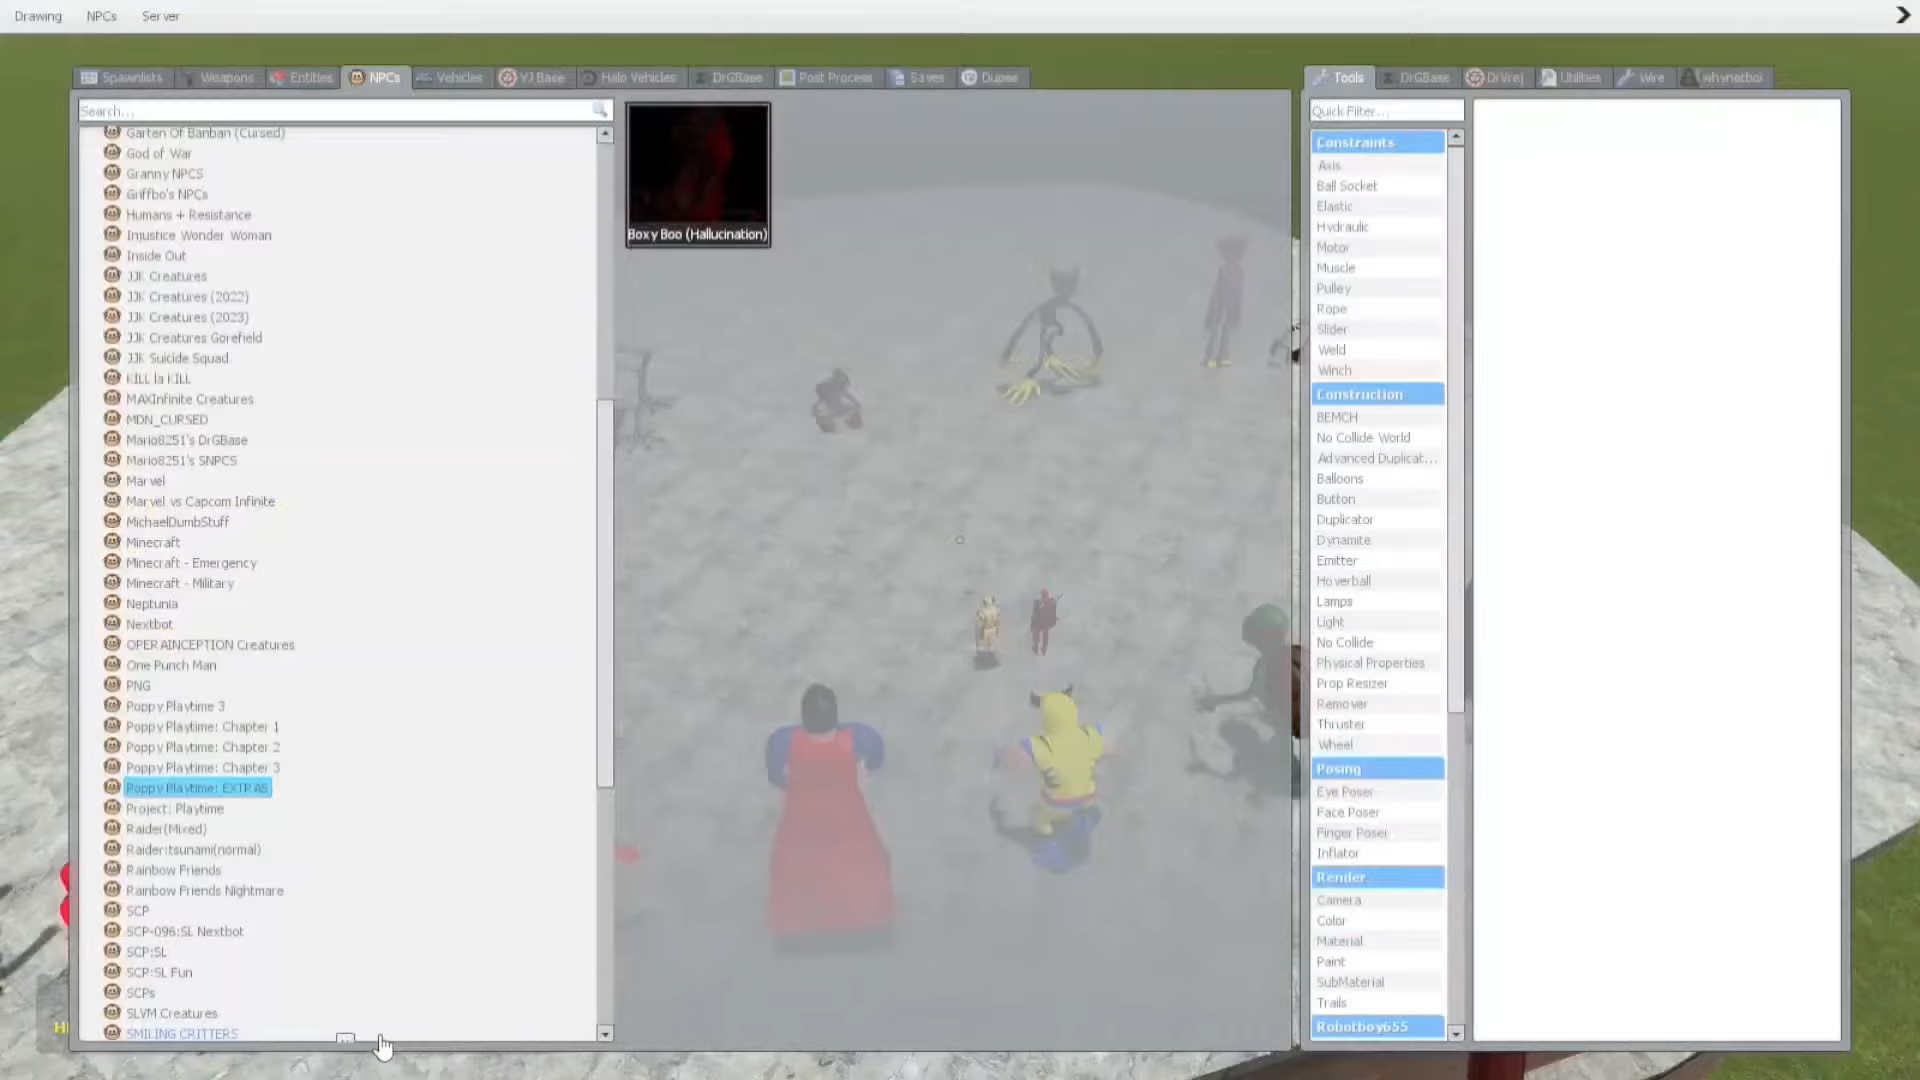 Drawing NPCs Server
Spawnlists Weapons Entities NPCs Vehicles VJ Base Halo Vehicles DrGBase Post Process Saves Dupes
Tools DrGBase DrVrej Utilities Wire whynotboi
Search...
Garten Of Banban (Cursed)
God of War
Granny NPCS
Griffbo's NPCs
Humans + Resistance
Injustice Wonder Woman
Inside Out
JJK Creatures
JJK Creatures (2022)
JJK Creatures (2023)
JJK Creatures Gorefield
JJK Suicide Squad
KILL la KILL
MAXInfinite Creatures
MDN_CURSED
Mario8251's DrGBase
Mario8251's SNPCS
Marvel
Marvel vs Capcom Infinite
MichaelDumbStuff
Minecraft
Minecraft - Emergency
Minecraft - Military
Neptunia
Nextbot
OPERAINCEPTION Creatures
One Punch Man
PNG
Poppy Playtime 3
Poppy Playtime: Chapter 1
Poppy Playtime: Chapter 2
Poppy Playtime: Chapter 3
Poppy Playtime: EXTRAS
Project: Playtime
Raider(Mixed)
Raider:tsunami(normal)
Rainbow Friends
Rainbow Friends Nightmare
SCP
SCP-096:SL Nextbot
SCP:SL
SCP:SL Fun
SCPs
SLVM Creatures
SMILING CRITTERS
Boxy Boo (Hallucination)
Quick Filter...
Constraints
Axis
Ball Socket
Elastic
Hydraulic
Motor
Muscle
Pulley
Rope
Slider
Weld
Winch
Construction
BEMCH
No Collide World
Advanced Duplicat...
Balloons
Button
Duplicator
Dynamite
Emitter
Hoverball
Lamps
Light
No Collide
Physical Properties
Prop Resizer
Remover
Thruster
Wheel
Posing
Eye Poser
Face Poser
Finger Poser
Inflator
Render
Camera
Color
Material
Paint
SubMaterial
Trails
Robotboy655